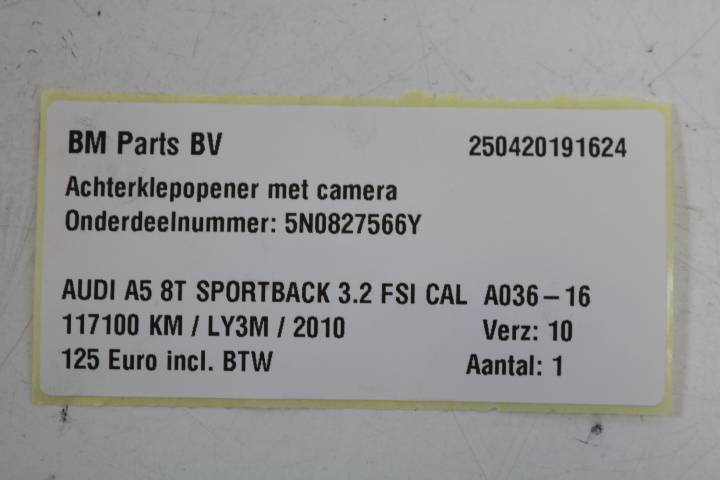 BM Parts BV 250420191624
Achterklepopener met camera
Onderdeelnummer: 5N0827566Y
AUDI A5 8T SPORTBACK 3.2 FSI CAL A036-16
117100 KM / LY3M / 2010 Verz: 10
125 Euro incl. BTW Aantal: 1